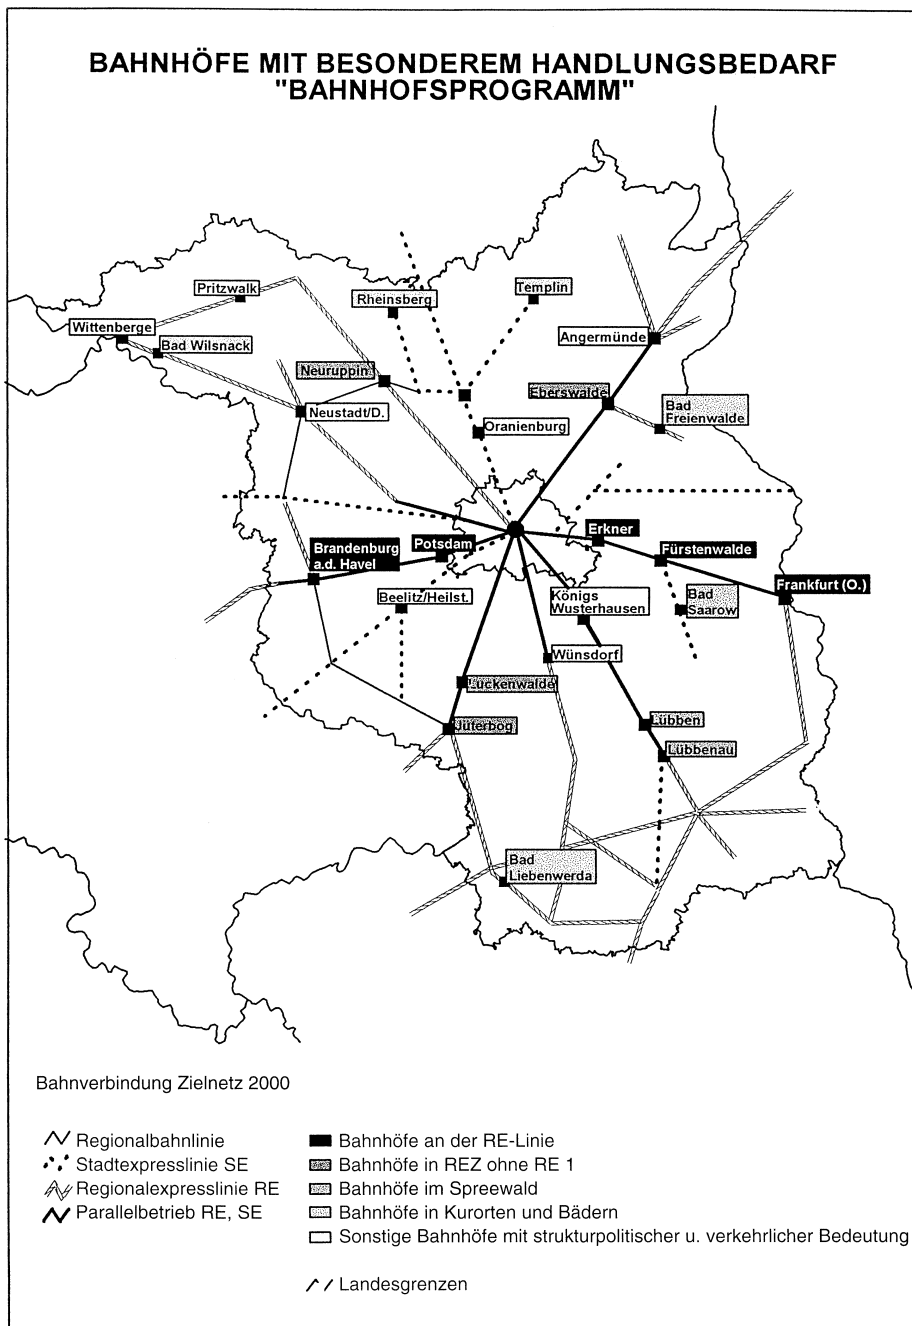 BAHNHÖFE MIT BESONDEREM HANDLUNGSBEDARF
"BAHNHOFSPROGRAMM"
Pritzwalk
Rheinsberg
Templin
Wittenberge
Bad Wilsnack
Angermünde
Neuruppin
Eberswalde
Neustadt/D.
Bad
Freienwalde
Oranienburg
Erkner
Potsdam
Brandenburg
a.d. Havel
Fürstenwalde
Frankfurt (O.)
Beelitz/Heilst.
Königs
Wusterhausen
Bad
Saarow
Wünsdorf
Luckenwalde
Jüterbog
Lübben
Lübbenau
Bad
Liebenwerda
Bahnverbindung Zielnetz 2000
Regionalbahnlinie
Stadtexpresslinie SE
Regionalexpresslinie RE
Parallelbetrieb RE, SE
Bahnhöfe an der RE-Linie
Bahnhöfe in REZ ohne RE 1
Bahnhöfe im Spreewald
Bahnhöfe in Kurorten und Bädern
Sonstige Bahnhöfe mit strukturpolitischer u. verkehrlicher Bedeutung
Landesgrenzen